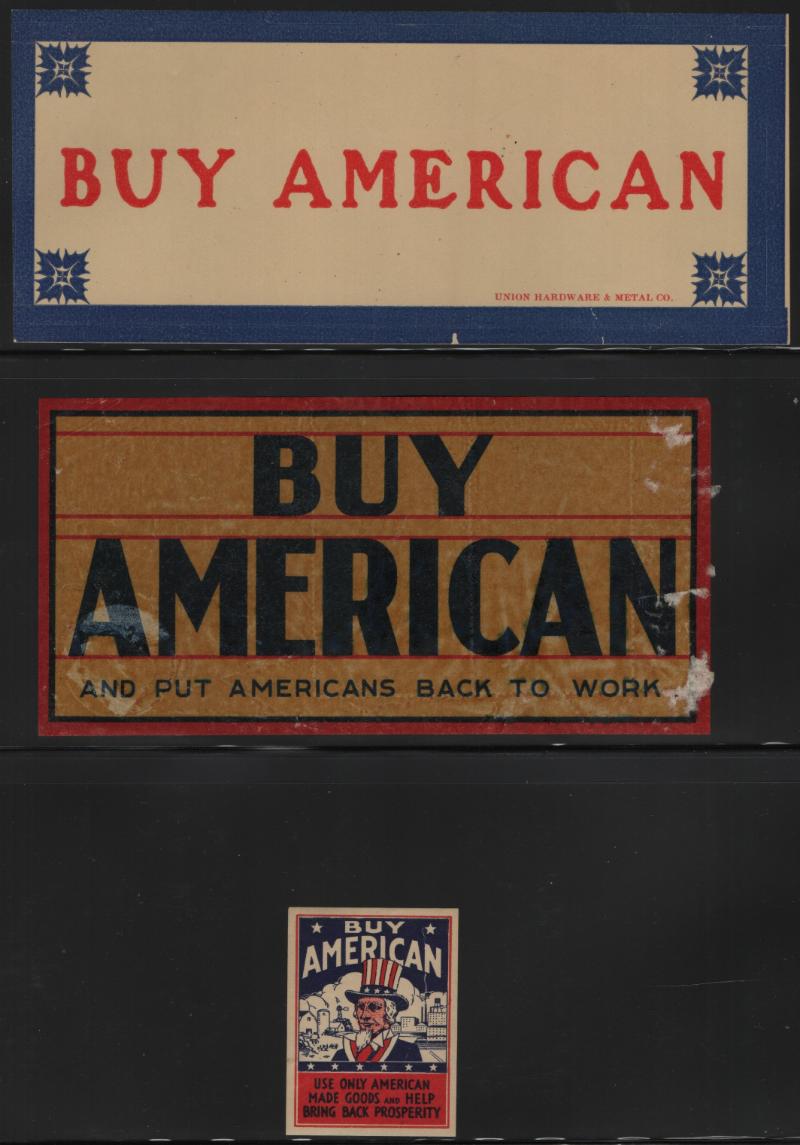 BUY AMERICAN
UNION HARDWARE & METAL CO.
BUY
AMERICAN
AND PUT AMERICANS BACK TO WORK
BUY
AMERICAN
USE ONLY AMERICAN
MADE GOODS AND HELP
BRING BACK PROSPERITY